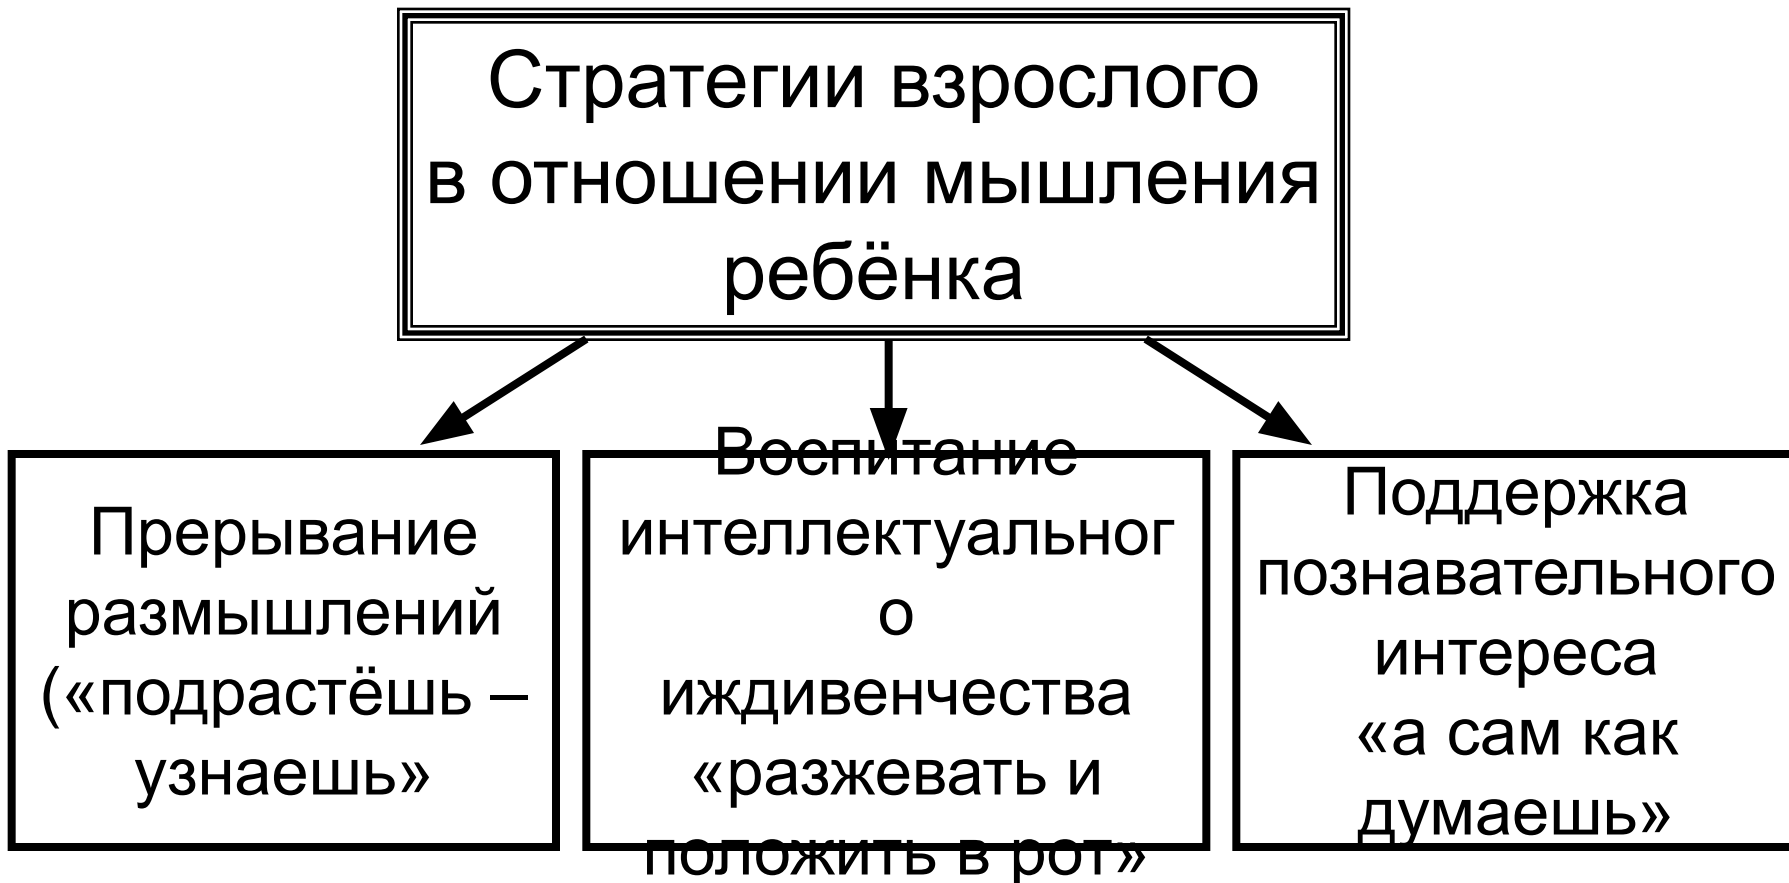 Стратегии взрослого
в отношении мышления
ребёнка
Прерывание
размышлений
(«подрастёшь –
узнаешь»
Воспитание
интеллектуальног
о
иждивенчества
«разжевать и
положить в рот»
Поддержка
познавательного
интереса
«а сам как
думаешь»